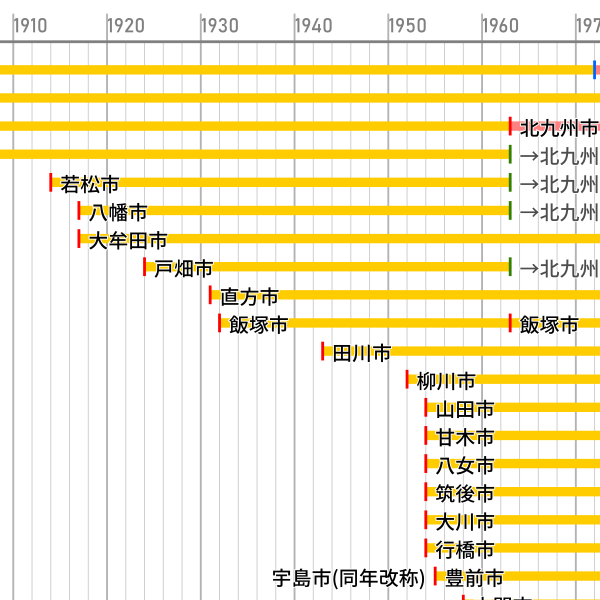 1910 1920 1930 1940 1950 1960 197
北九州市
→北九州
若松市 →北九州
八幡市 →北九州
大牟田市
戸畑市 →北九州
直方市
飯塚市 飯塚市
田川市
柳川市
山田市
甘木市
八女市
筑後市
大川市
行橋市
宇島市(同年改称) 豊前市